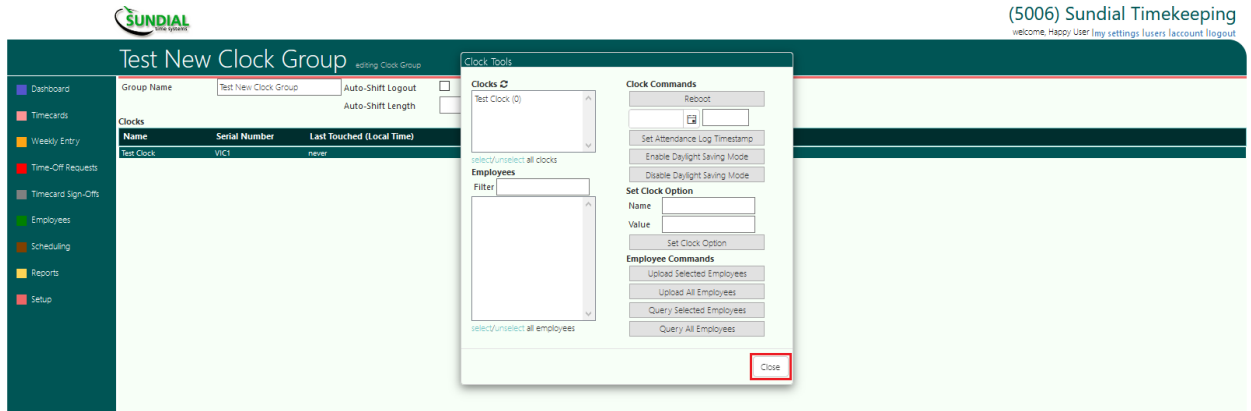 SUNDIAL
time systems
(5006) Sundial Timekeeping
welcome, Happy User | my settings | users | account | logout
Test New Clock Group editing Clock Group
Dashboard
Timecards
Weekly Entry
Time-Off Requests
Timecard Sign-Offs
Employees
Scheduling
Reports
Setup
Group Name Test New Clock Group Auto-Shift Logout
Auto-Shift Length
Clocks
Name Serial Number Last Touched (Local Time)
Test Clock VIC1 never
Clock Tools
Clocks
Test Clock (0)
select/unselect all clocks
Employees
Filter
select/unselect all employees
Clock Commands
Reboot
Set Attendance Log Timestamp
Enable Daylight Saving Mode
Disable Daylight Saving Mode
Set Clock Option
Name
Value
Set Clock Option
Employee Commands
Upload Selected Employees
Upload All Employees
Query Selected Employees
Query All Employees
Close